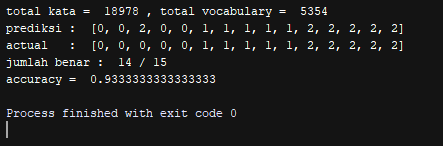 total kata =  18978 , total vocabulary =  5354
prediksi :  [0, 0, 2, 0, 0, 1, 1, 1, 1, 1, 2, 2, 2, 2, 2]
actual   :  [0, 0, 0, 0, 0, 1, 1, 1, 1, 1, 2, 2, 2, 2, 2]
jumlah benar :  14 / 15
accuracy =  0.9333333333333333
Process finished with exit code 0